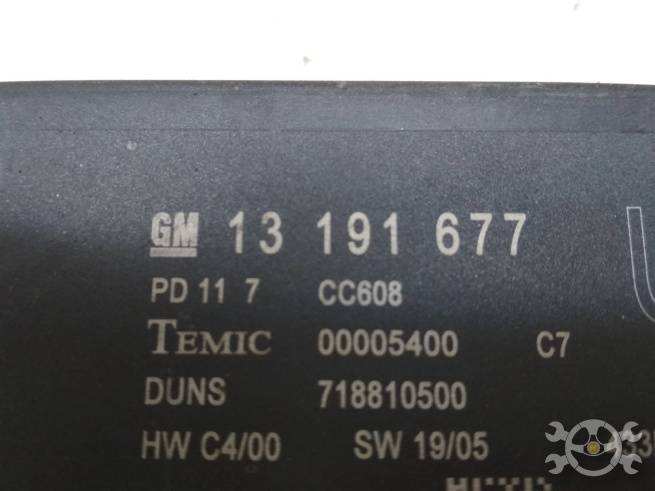 GM 13 191 677
PD 11 7 CC608
TEMIC 00005400 C7
DUNS 718810500
HW C4/00 SW 19/05